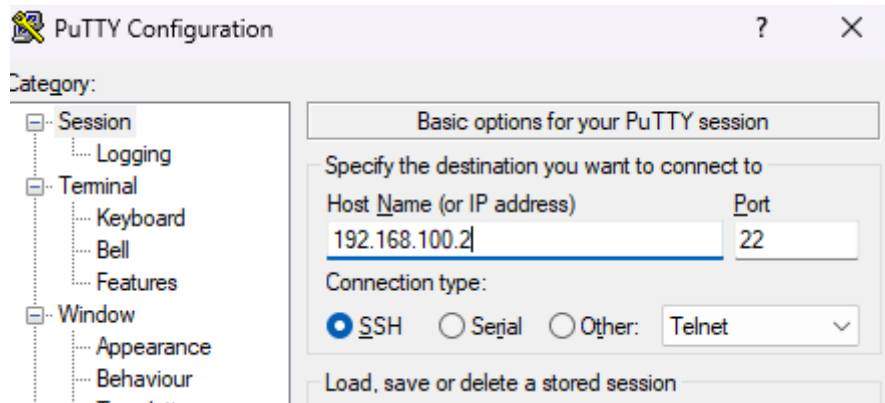 PuTTY Configuration ?
Category:
Session
Logging
Terminal
Keyboard
Bell
Features
Window
Appearance
Behaviour
Basic options for your PuTTY session
Specify the destination you want to connect to
Host Name (or IP address) Port
192.168.100.2 22
Connection type:
SSH Serial Other: Telnet
Load, save or delete a stored session